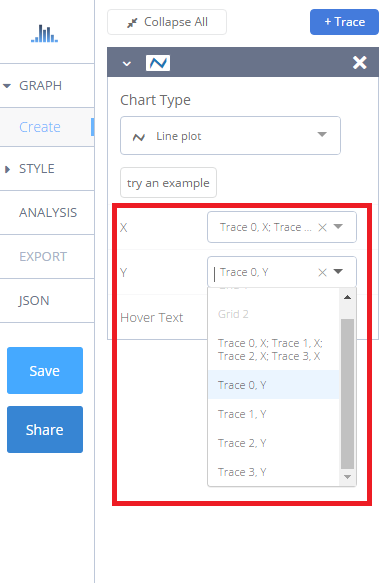 Collapse All
+ Trace
GRAPH
Create
STYLE
ANALYSIS
EXPORT
JSON
Save
Share
Chart Type
Line plot
try an example
X
Trace 0, X; Trace ...
Y
Trace 0, Y
Hover Text
Grid 2
Trace 0, X; Trace 1, X;
Trace 2, X; Trace 3, X
Trace 0, Y
Trace 1, Y
Trace 2, Y
Trace 3, Y